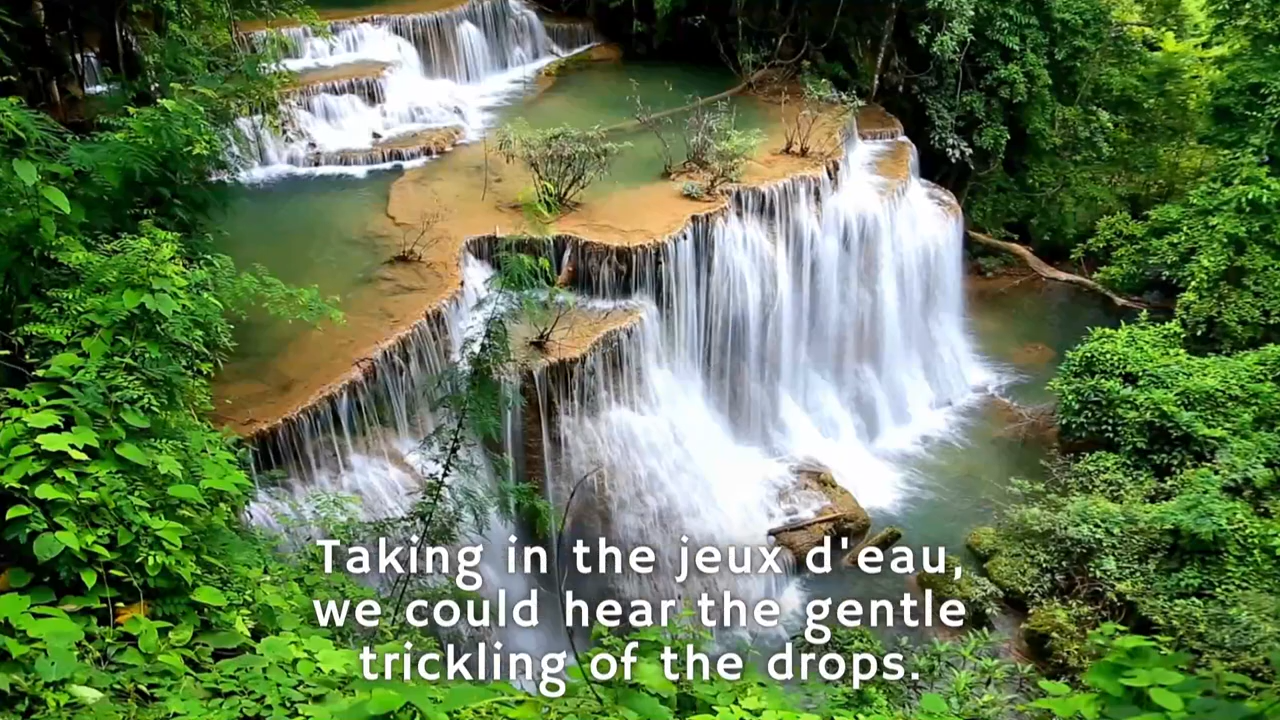 Taking in the jeux d'eau,
we could hear the gentle
trickling of the drops.